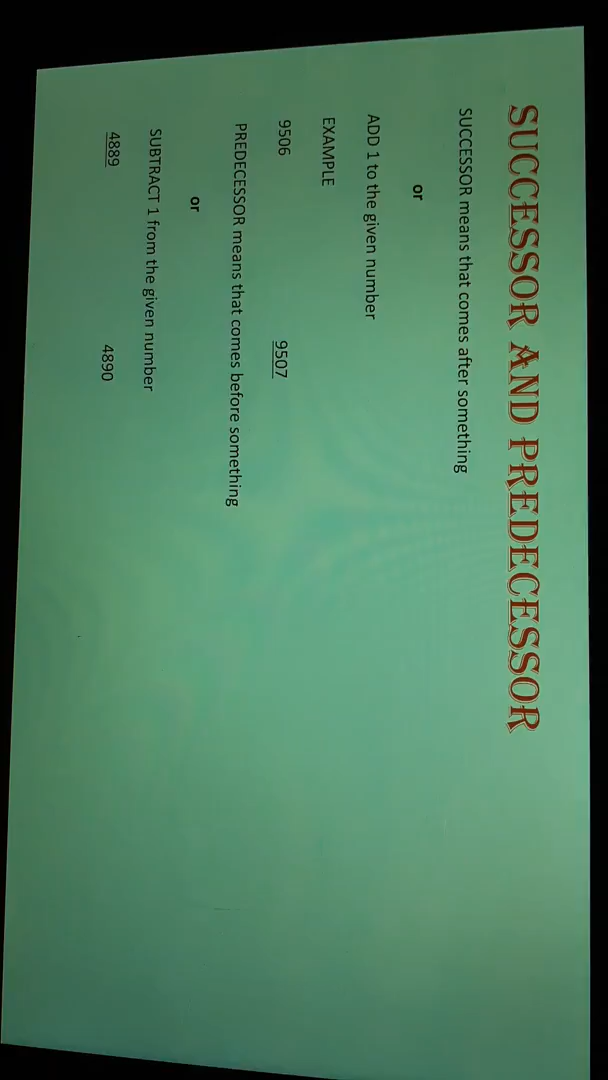 SUCCESSOR AND PREDECESSOR
SUCCESSOR means that comes after something
or
ADD 1 to the given number
EXAMPLE
9506 9507
PREDECESSOR means that comes before something
or
SUBTRACT 1 from the given number
4889 4890